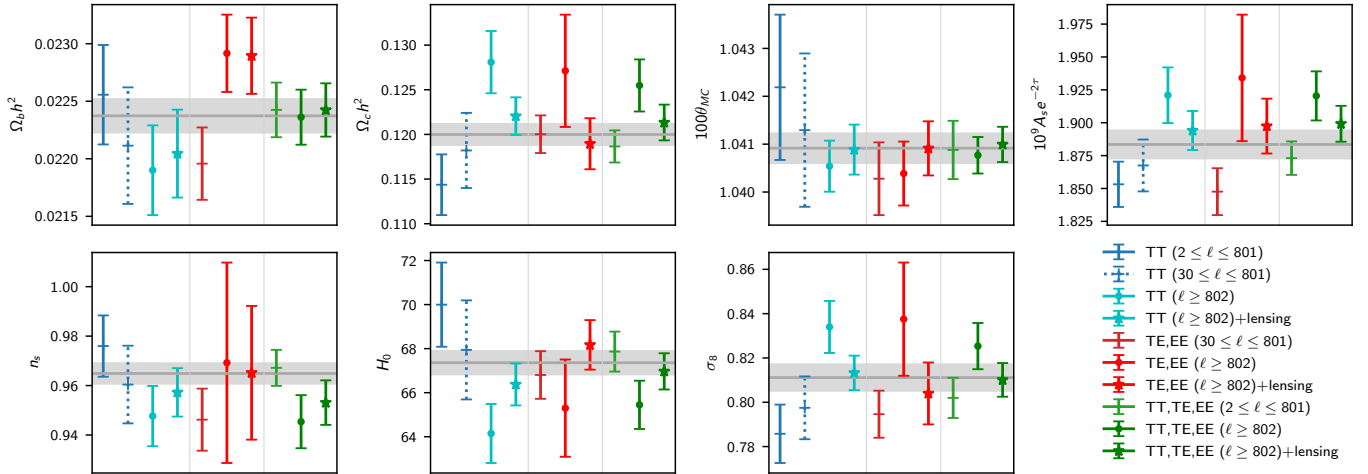 0.0230
0.0225
0.0220
0.0215
Ω_b h²
0.130
0.125
0.120
0.115
0.110
Ω_c h²
1.043
1.042
1.041
1.040
100θ_MC
1.975
1.950
1.925
1.900
1.875
1.850
1.825
10⁹A_s e^{−2τ}
1.00
0.98
0.96
0.94
n_s
72
70
68
66
64
H_0
0.86
0.84
0.82
0.80
0.78
σ_8
TT (2 ≤ ℓ ≤ 801)
TT (30 ≤ ℓ ≤ 801)
TT (ℓ ≥ 802)
TT (ℓ ≥ 802)+lensing
TE,EE (30 ≤ ℓ ≤ 801)
TE,EE (ℓ ≥ 802)
TE,EE (ℓ ≥ 802)+lensing
TT,TE,EE (2 ≤ ℓ ≤ 801)
TT,TE,EE (ℓ ≥ 802)
TT,TE,EE (ℓ ≥ 802)+lensing